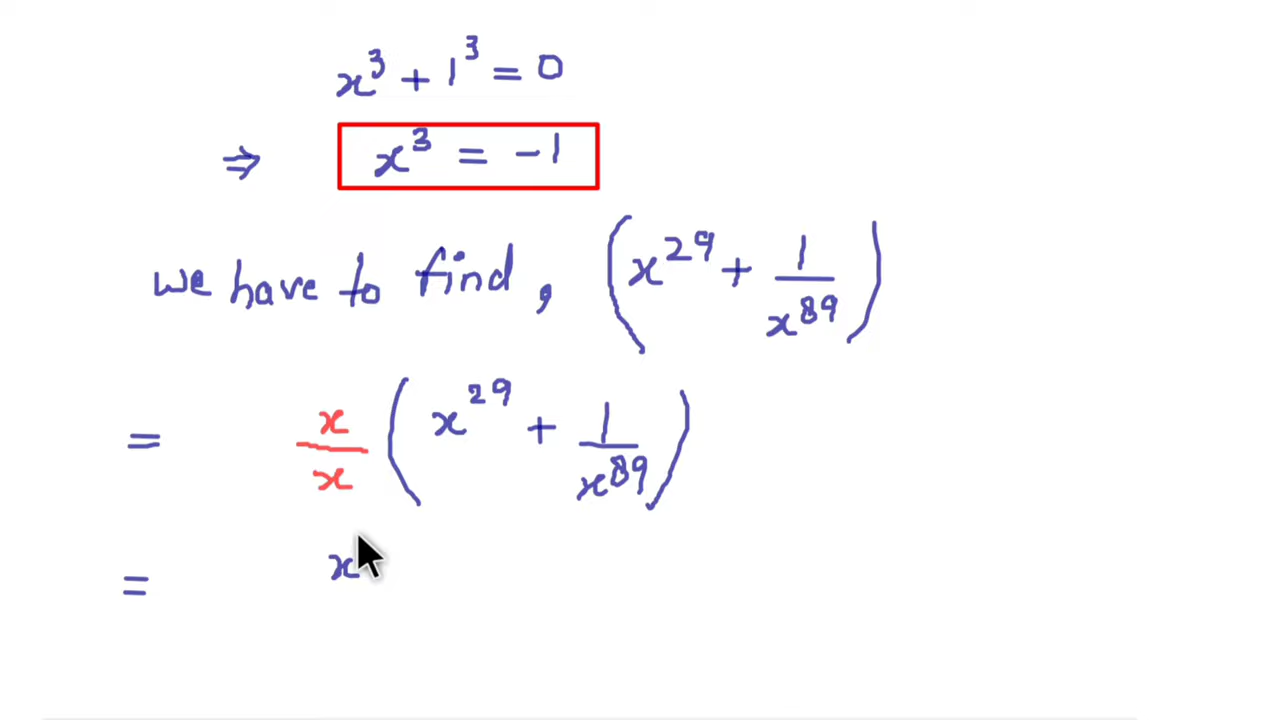 x³ + 1³ = 0
⇒ x³ = -1
we have to find, (x²⁹ + 1/x⁸⁹)
= x/x (x²⁹ + 1/x⁸⁹)
= x